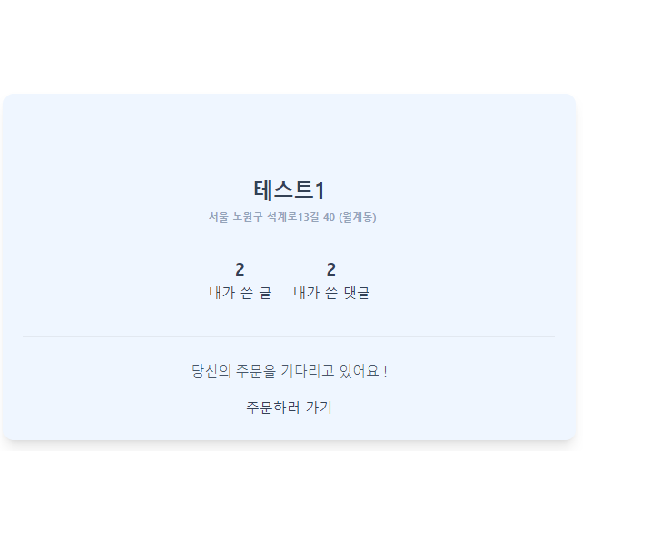 테스트1
서울 노원구 석계로13길 40 (월계동)
2 2
내가 쓴 글 내가 쓴 댓글
당신의 주문을 기다리고 있어요 !
주문하러 가기